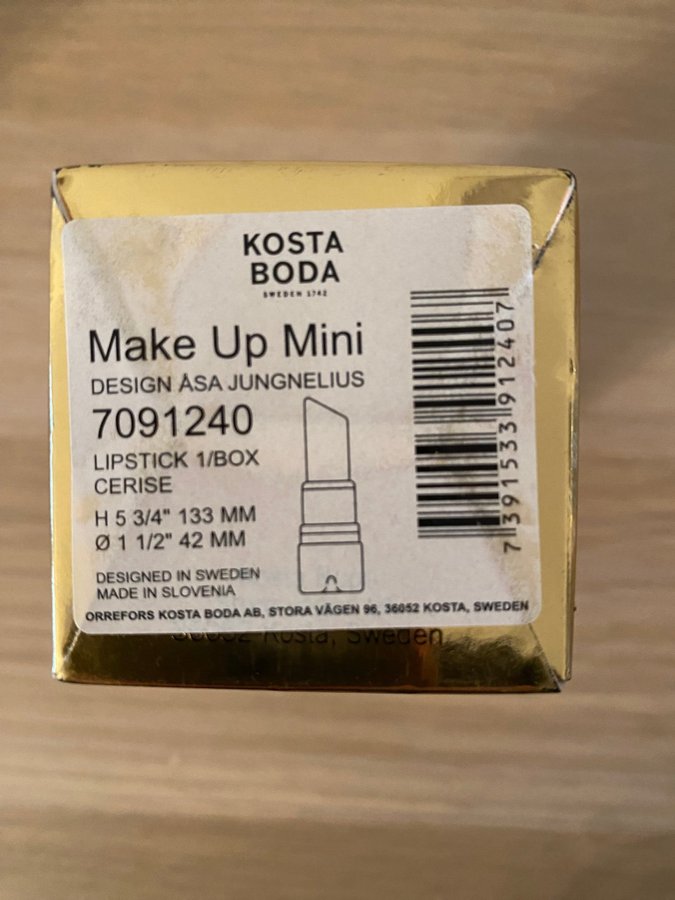 KOSTA
BODA
SWEDEN 1742
Make Up Mini
DESIGN ÅSA JUNGNELIUS
7091240
LIPSTICK 1/BOX
CERISE
H 5 3/4" 133 MM
Ø 1 1/2" 42 MM
DESIGNED IN SWEDEN
MADE IN SLOVENIA
7391533912407
ORREFORS KOSTA BODA AB, STORA VÄGEN 96, 36052 KOSTA, SWEDEN
Kosta, Sweden